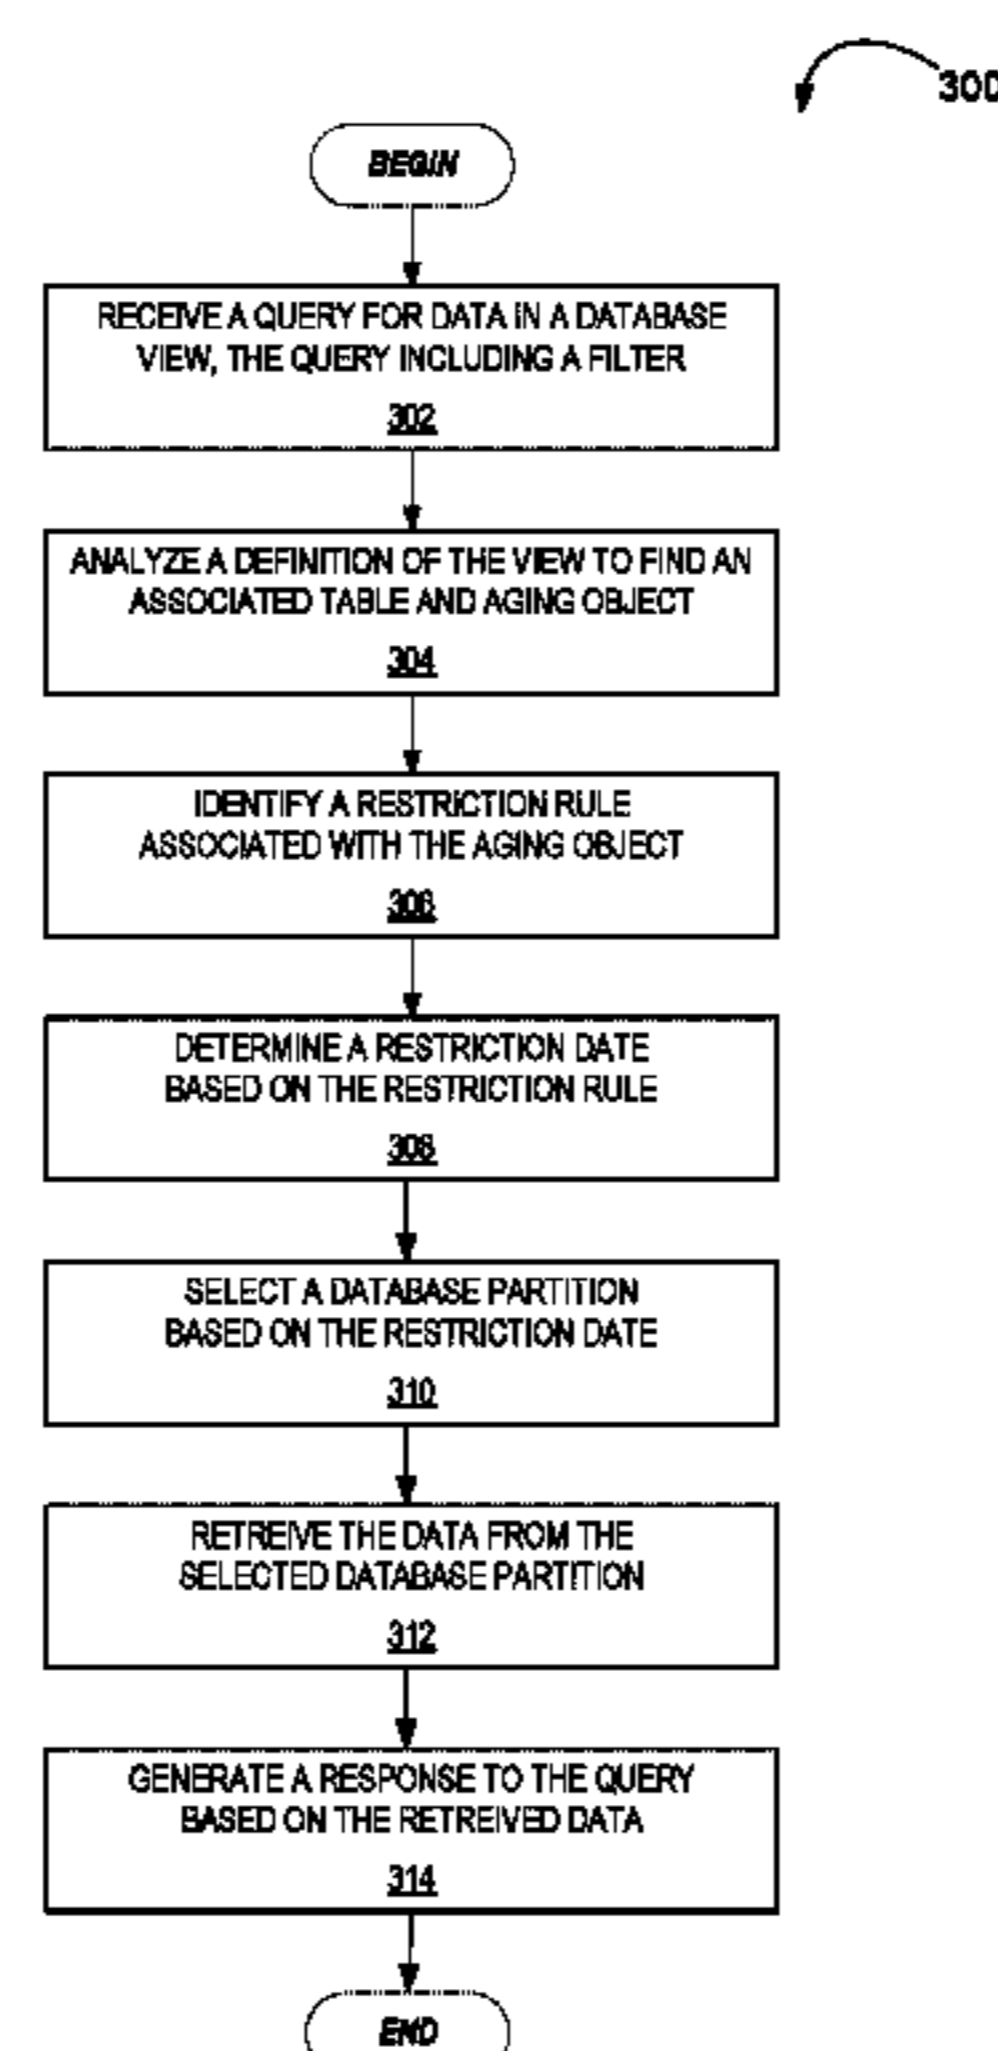 300
BEGIN
RECEIVE A QUERY FOR DATA IN A DATABASE
VIEW, THE QUERY INCLUDING A FILTER
302
ANALYZE A DEFINITION OF THE VIEW TO FIND AN
ASSOCIATED TABLE AND AGING OBJECT
304
IDENTIFY A RESTRICTION RULE
ASSOCIATED WITH THE AGING OBJECT
306
DETERMINE A RESTRICTION DATE
BASED ON THE RESTRICTION RULE
308
SELECT A DATABASE PARTITION
BASED ON THE RESTRICTION DATE
310
RETREIVE THE DATA FROM THE
SELECTED DATABASE PARTITION
312
GENERATE A RESPONSE TO THE QUERY
BASED ON THE RETREIVED DATA
314
END